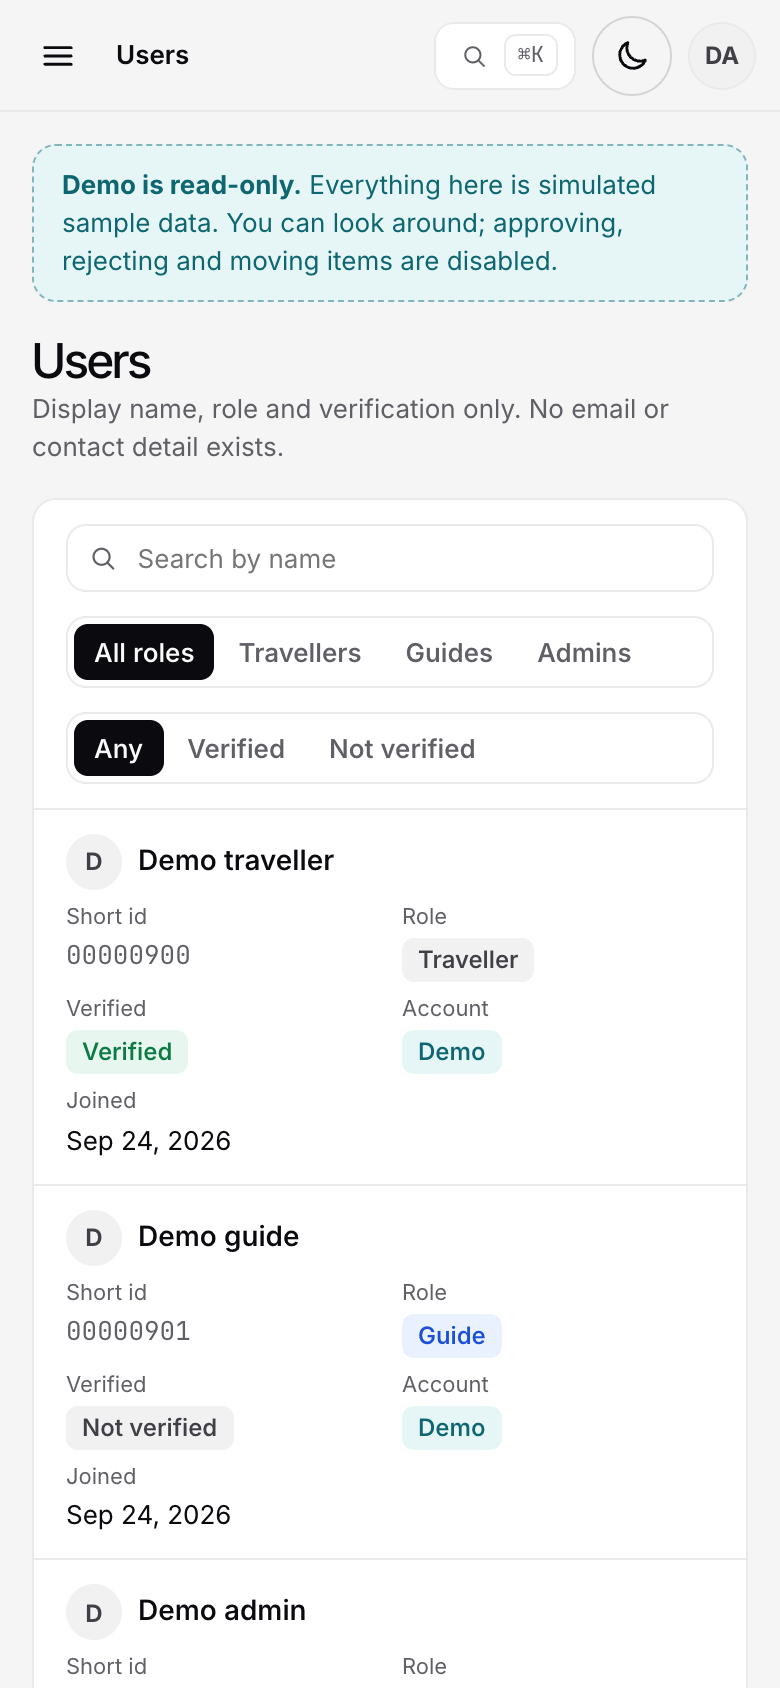 Users
⌘K
DA
Demo is read-only. Everything here is simulated
sample data. You can look around; approving,
rejecting and moving items are disabled.
Users
Display name, role and verification only. No email or
contact detail exists.
Search by name
All roles Travellers Guides Admins
Any Verified Not verified
D Demo traveller
Short id Role
00000900 Traveller
Verified Account
Verified Demo
Joined
Sep 24, 2026
D Demo guide
Short id Role
00000901 Guide
Verified Account
Not verified Demo
Joined
Sep 24, 2026
D Demo admin
Short id Role